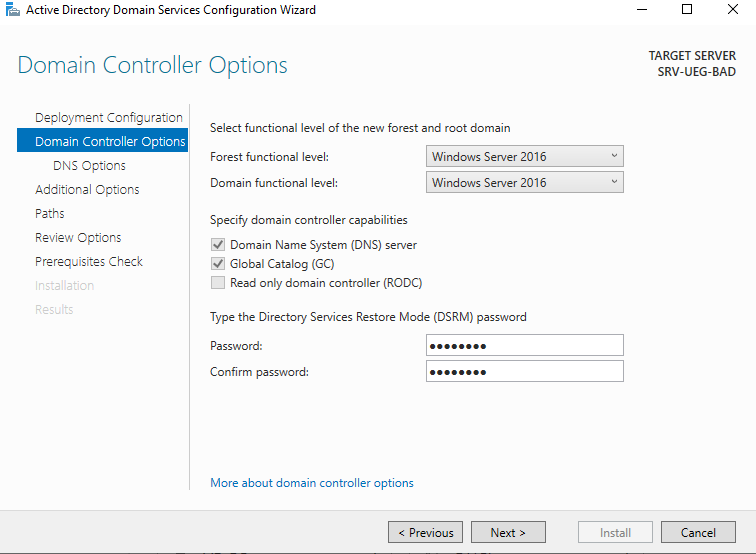 Active Directory Domain Services Configuration Wizard
Domain Controller Options
TARGET SERVER
SRV-UEG-BAD
Deployment Configuration
Domain Controller Options
DNS Options
Additional Options
Paths
Review Options
Prerequisites Check
Installation
Results
Select functional level of the new forest and root domain
Forest functional level: Windows Server 2016
Domain functional level: Windows Server 2016
Specify domain controller capabilities
Domain Name System (DNS) server
Global Catalog (GC)
Read only domain controller (RODC)
Type the Directory Services Restore Mode (DSRM) password
Password: ●●●●●●●●
Confirm password: ●●●●●●●●
More about domain controller options
< Previous Next > Install Cancel